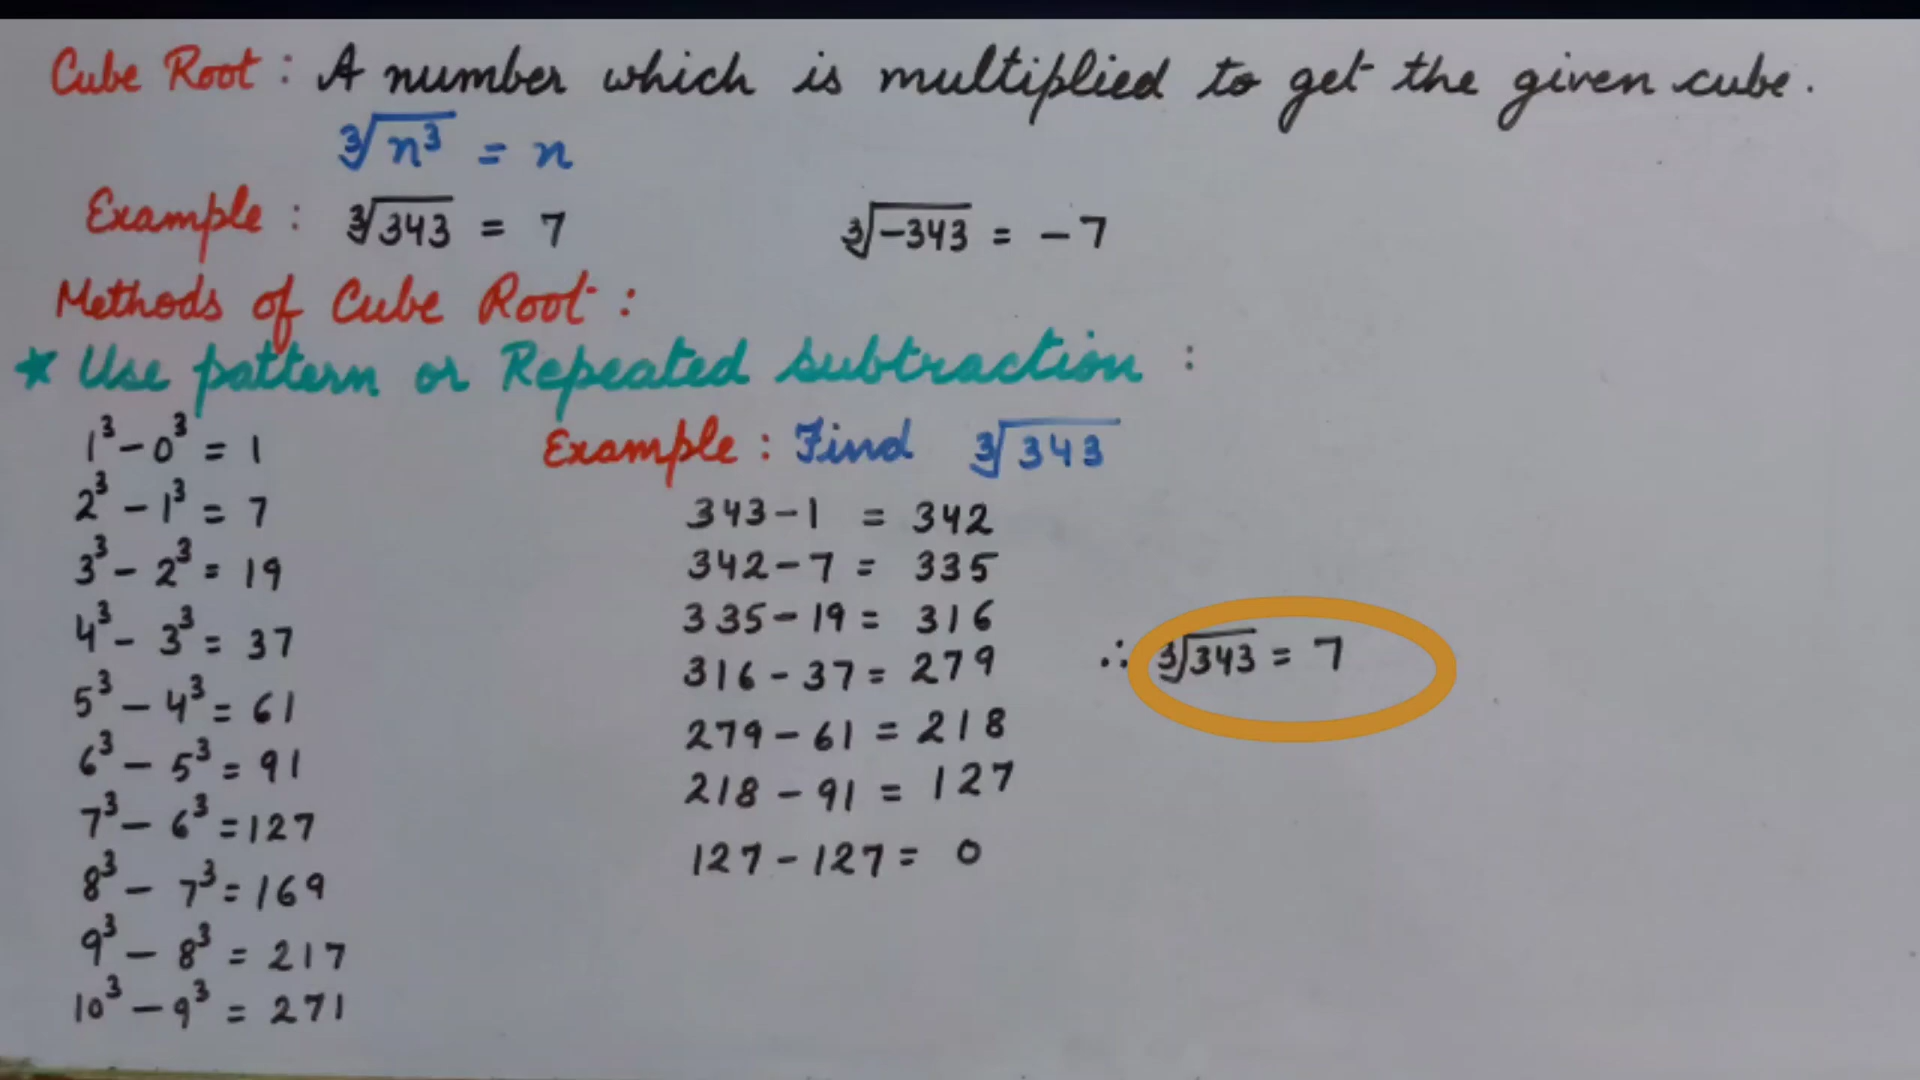 Cube Root : A number which is multiplied to get the given cube.
∛n³ = n
Example : ∛343 = 7 ∛-343 = -7
Methods of Cube Root :
★ Use pattern or Repeated subtraction :
1³ - 0³ = 1
2³ - 1³ = 7
3³ - 2³ = 19
4³ - 3³ = 37
5³ - 4³ = 61
6³ - 5³ = 91
7³ - 6³ = 127
8³ - 7³ = 169
9³ - 8³ = 217
10³ - 9³ = 271
Example : Find ∛343
343 - 1 = 342
342 - 7 = 335
335 - 19 = 316
316 - 37 = 279
279 - 61 = 218
218 - 91 = 127
127 - 127 = 0
∴ ∛343 = 7